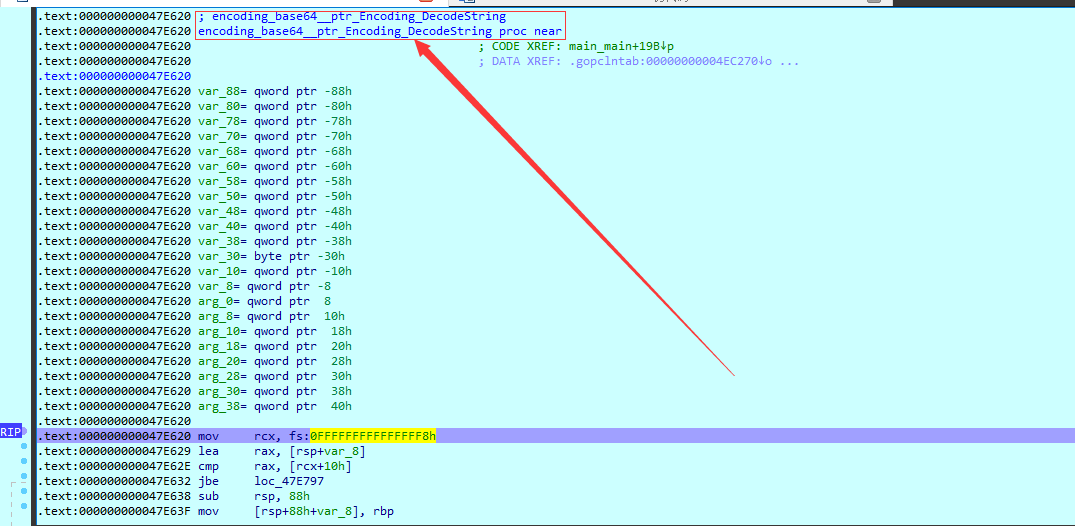 .text:000000000047E620 ; encoding_base64__ptr_Encoding_DecodeString
.text:000000000047E620 encoding_base64__ptr_Encoding_DecodeString proc near
.text:000000000047E620 ; CODE XREF: main_main+19B↓p
.text:000000000047E620 ; DATA XREF: .gopclntab:00000000004EC270↓o ...
.text:000000000047E620
.text:000000000047E620 var_88= qword ptr -88h
.text:000000000047E620 var_80= qword ptr -80h
.text:000000000047E620 var_78= qword ptr -78h
.text:000000000047E620 var_70= qword ptr -70h
.text:000000000047E620 var_68= qword ptr -68h
.text:000000000047E620 var_60= qword ptr -60h
.text:000000000047E620 var_58= qword ptr -58h
.text:000000000047E620 var_50= qword ptr -50h
.text:000000000047E620 var_48= qword ptr -48h
.text:000000000047E620 var_40= qword ptr -40h
.text:000000000047E620 var_38= qword ptr -38h
.text:000000000047E620 var_30= byte ptr -30h
.text:000000000047E620 var_10= qword ptr -10h
.text:000000000047E620 var_8= qword ptr -8
.text:000000000047E620 arg_0= qword ptr 8
.text:000000000047E620 arg_8= qword ptr 10h
.text:000000000047E620 arg_10= qword ptr 18h
.text:000000000047E620 arg_18= qword ptr 20h
.text:000000000047E620 arg_20= qword ptr 28h
.text:000000000047E620 arg_28= qword ptr 30h
.text:000000000047E620 arg_30= qword ptr 38h
.text:000000000047E620 arg_38= qword ptr 40h
.text:000000000047E620
RIP .text:000000000047E620 mov rcx, fs:0FFFFFFFFFFFFFFF8h
.text:000000000047E629 lea rax, [rsp+var_8]
.text:000000000047E62E cmp rax, [rcx+10h]
.text:000000000047E632 jbe loc_47E797
.text:000000000047E638 sub rsp, 88h
.text:000000000047E63F mov [rsp+88h+var_8], rbp